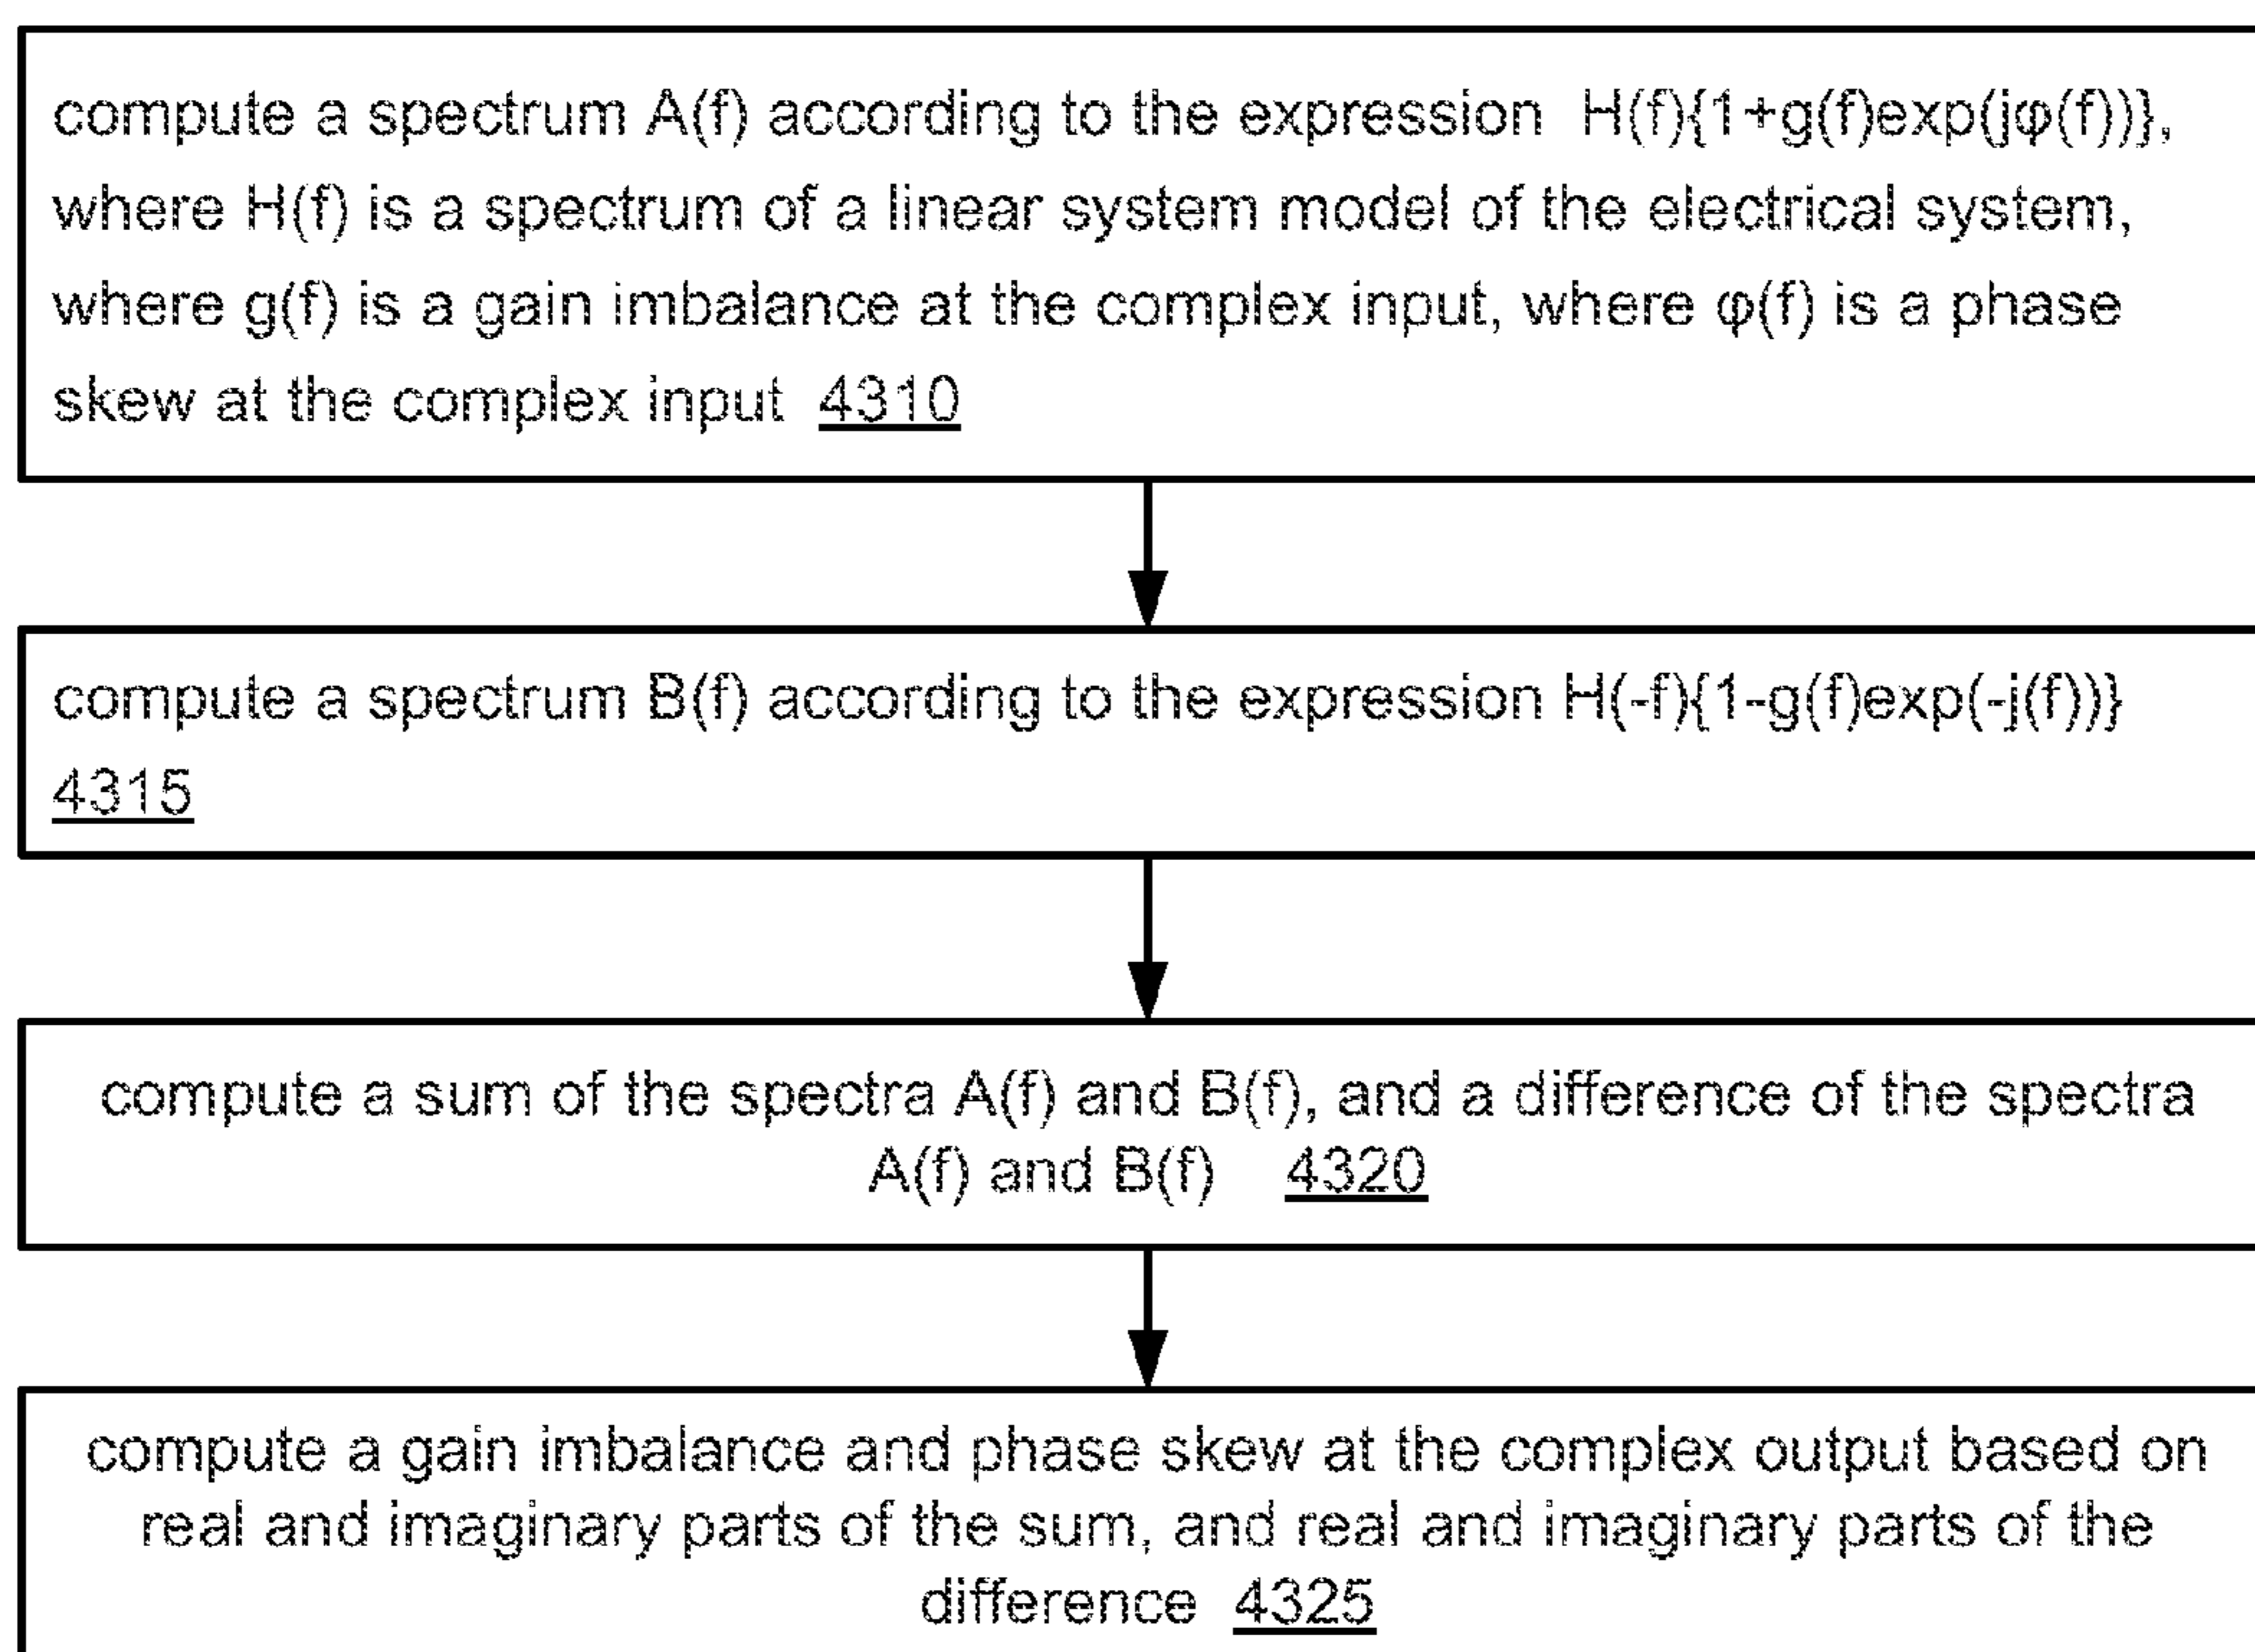 compute a spectrum A(f) according to the expression H(f){1+g(f)exp(jφ(f))},
where H(f) is a spectrum of a linear system model of the electrical system,
where g(f) is a gain imbalance at the complex input, where φ(f) is a phase
skew at the complex input 4310
compute a spectrum B(f) according to the expression H(-f){1-g(f)exp(-j(f))}
4315
compute a sum of the spectra A(f) and B(f), and a difference of the spectra
A(f) and B(f) 4320
compute a gain imbalance and phase skew at the complex output based on
real and imaginary parts of the sum, and real and imaginary parts of the
difference 4325